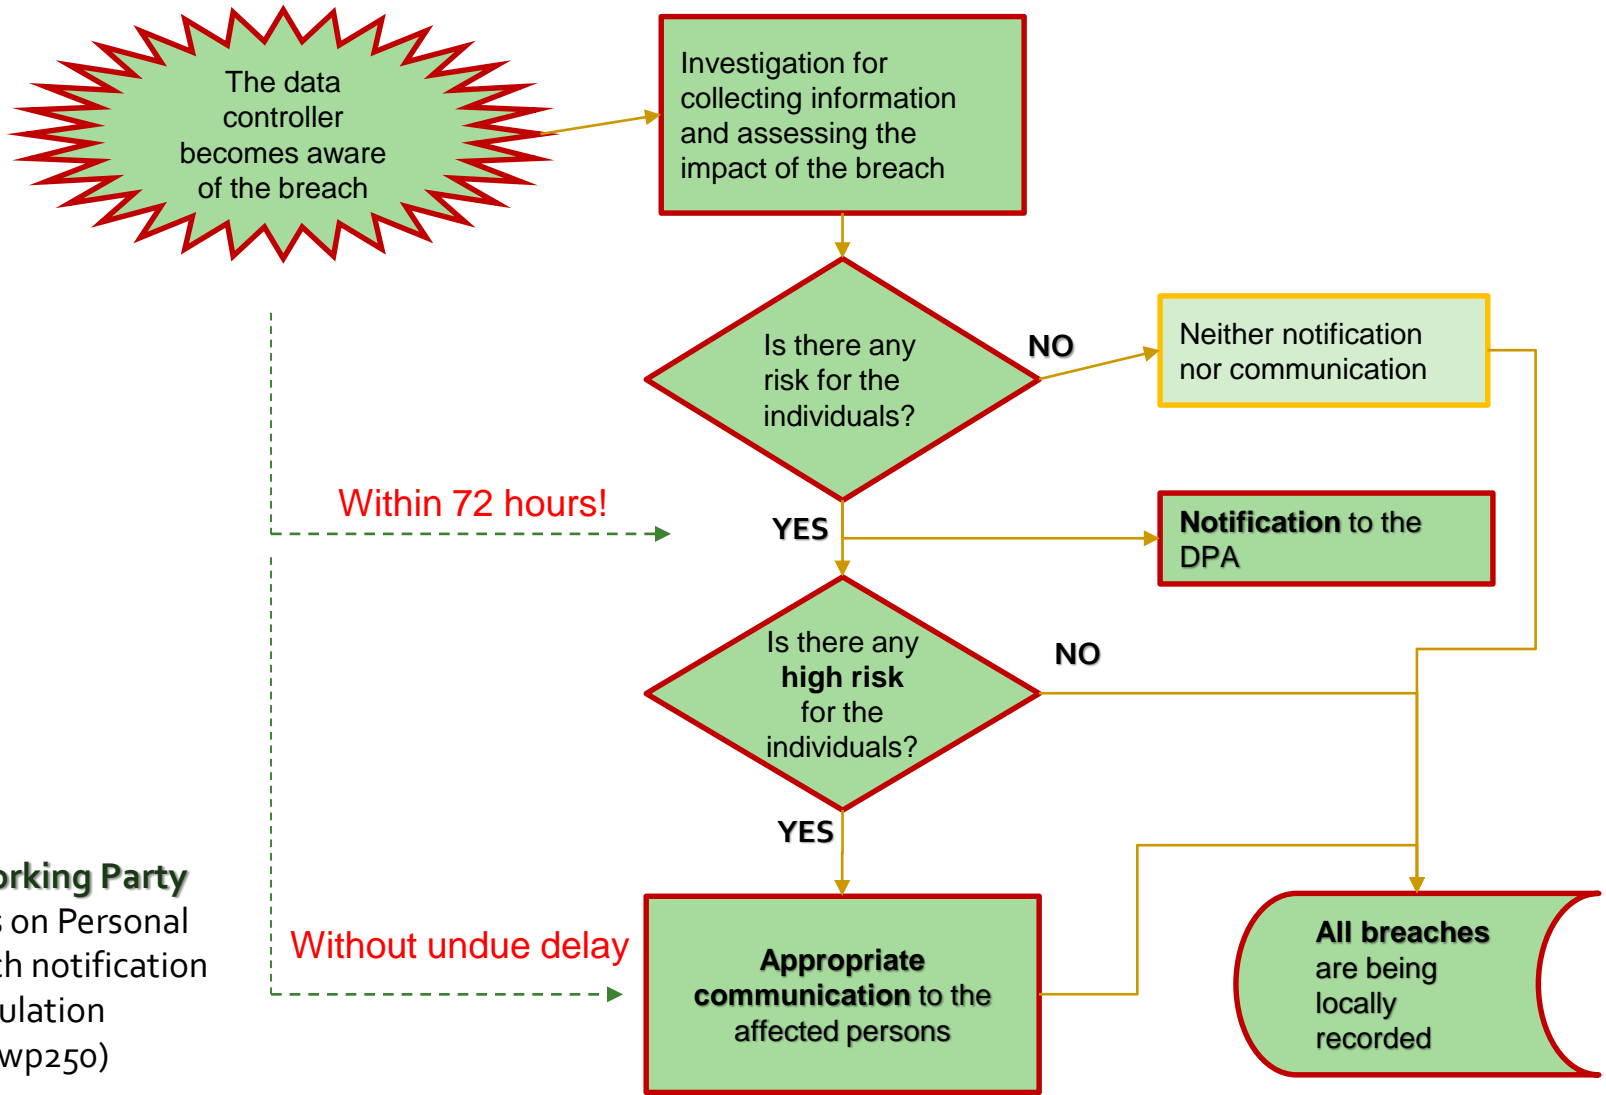 The data
controller
becomes aware
of the breach
Investigation for
collecting information
and assessing the
impact of the breach
Is there any
risk for the
individuals?
NO
Neither notification
nor communication
Within 72 hours!
YES
Notification to the
DPA
Is there any
high risk
for the
individuals?
NO
YES
Without undue delay
Appropriate
communication to the
affected persons
All breaches
are being
locally
recorded
Party
on Personal
notification
wp250)